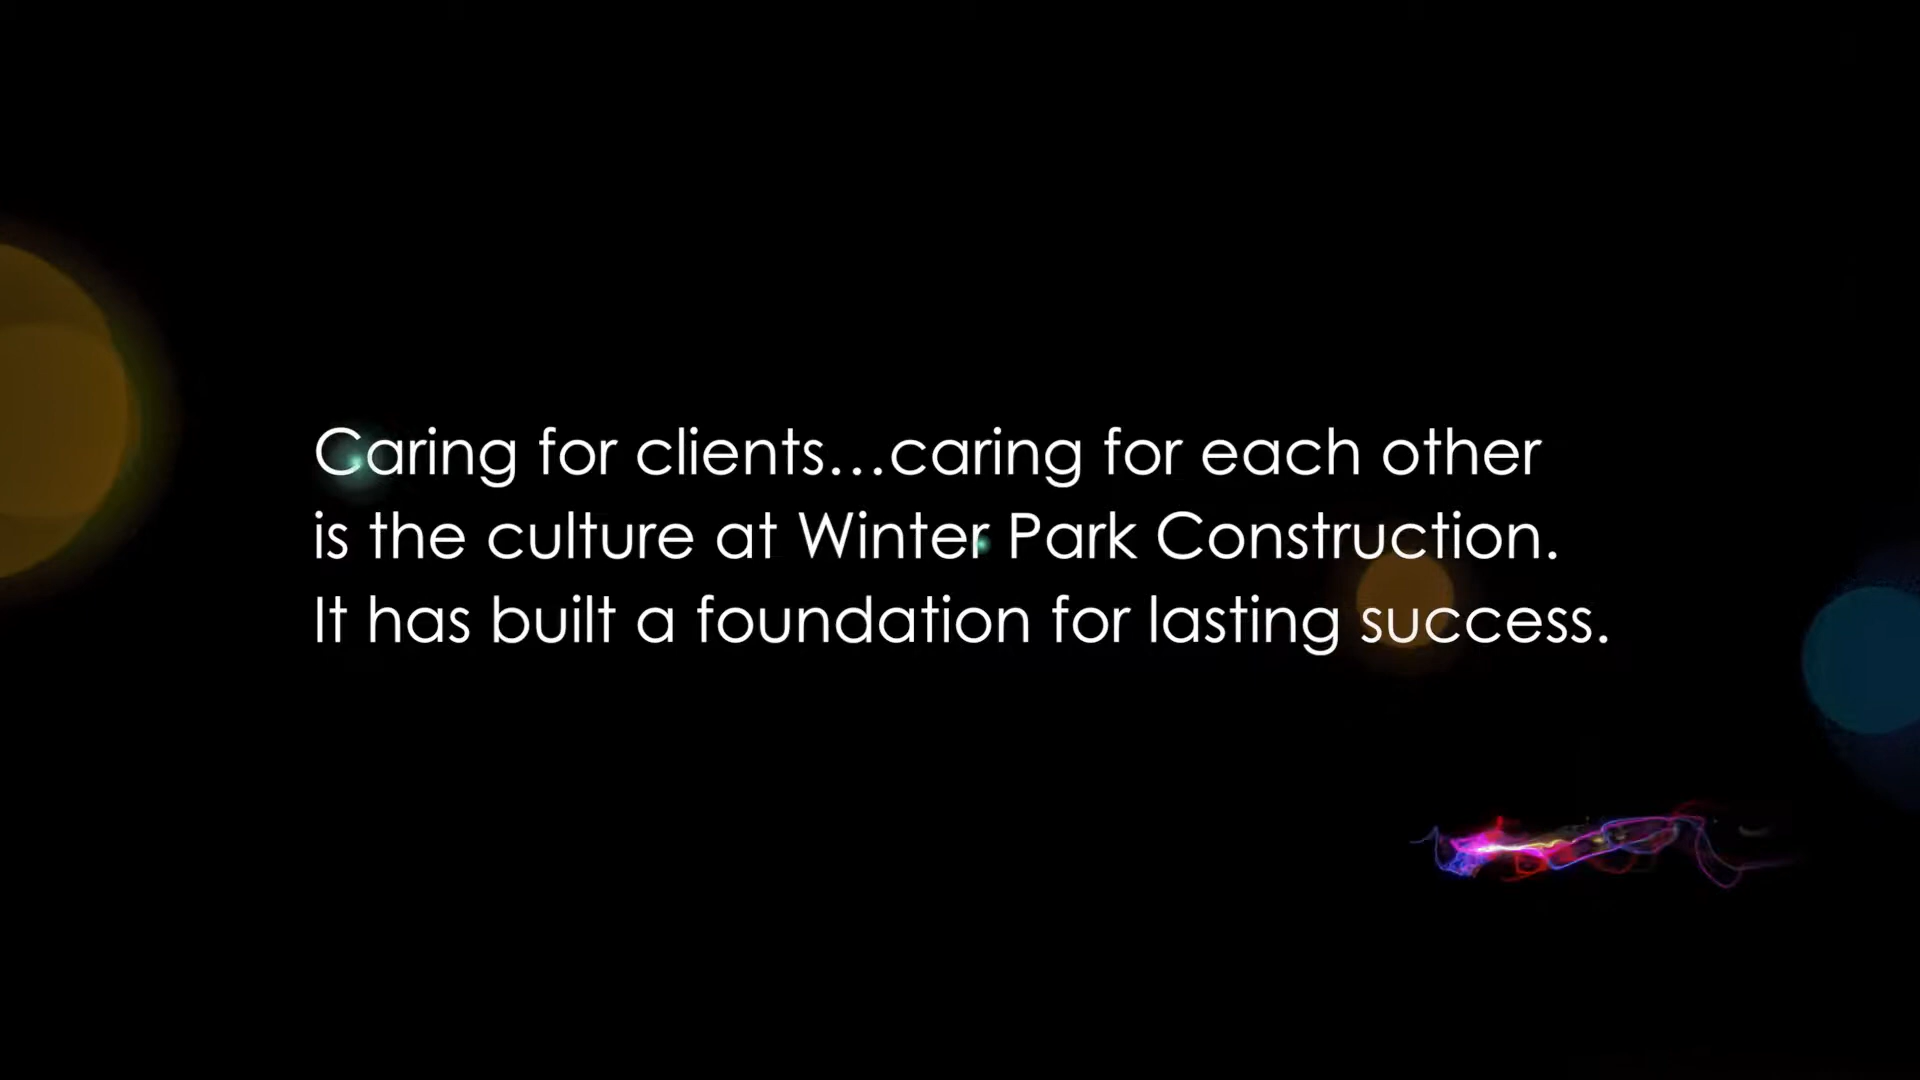 Caring for clients…caring for each other
is the culture at Winter Park Construction.
It has built a foundation for lasting success.